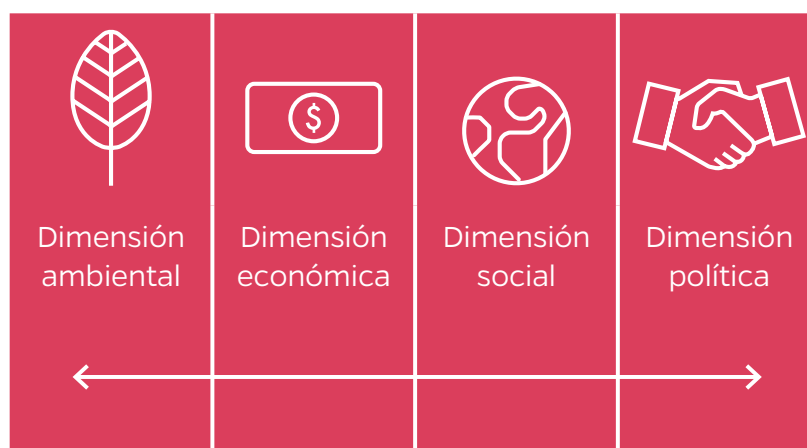 $
Dimensión
ambiental
Dimensión
económica
Dimensión
social
Dimensión
política